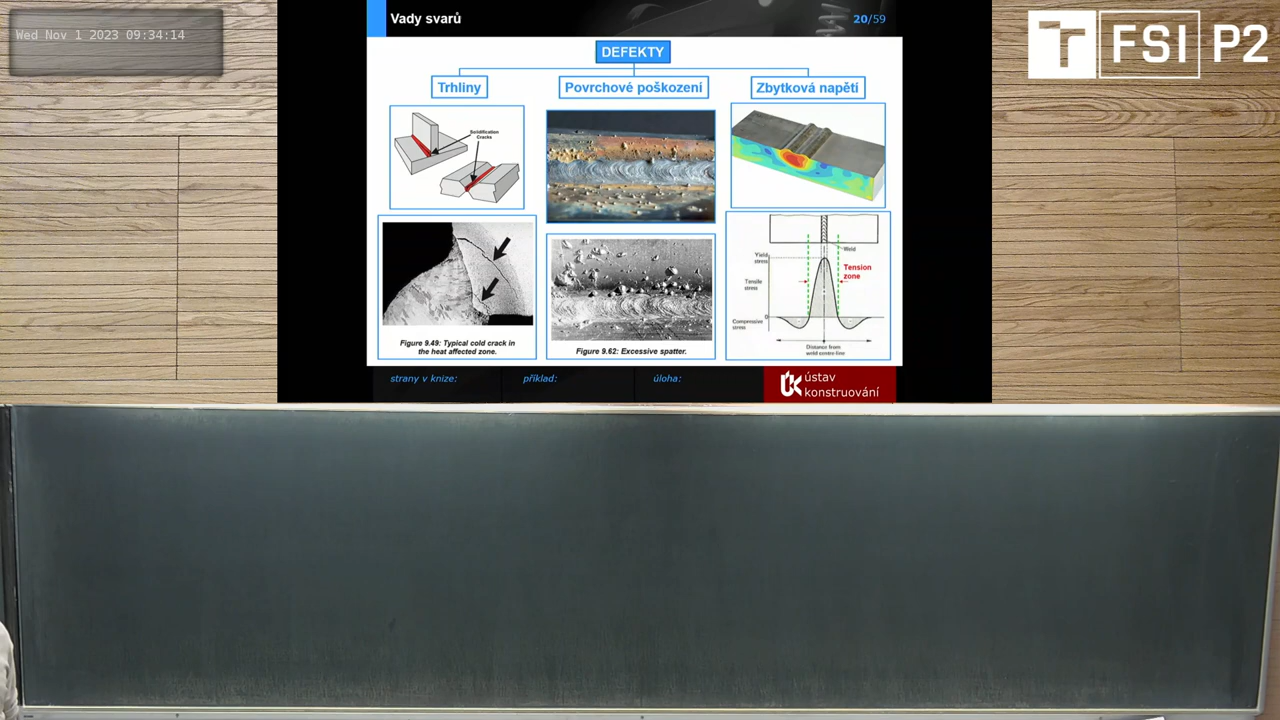 Wed Nov 1 2023 09:34:14
Vady svarů
20/59
FSI P2
DEFEKTY
Trhliny
Povrchové poškození
Zbytková napětí
Solidification
Cracks
Figure 9.49: Typical cold crack in
the heat affected zone.
Figure 9.62: Excessive spatter.
Weld
Yield
stress
Tension
zone
Tensile
stress
Compressive
stress
0
Distance from
weld centre-line
strany v knize:
příklad:
úloha:
ústav
konstruování